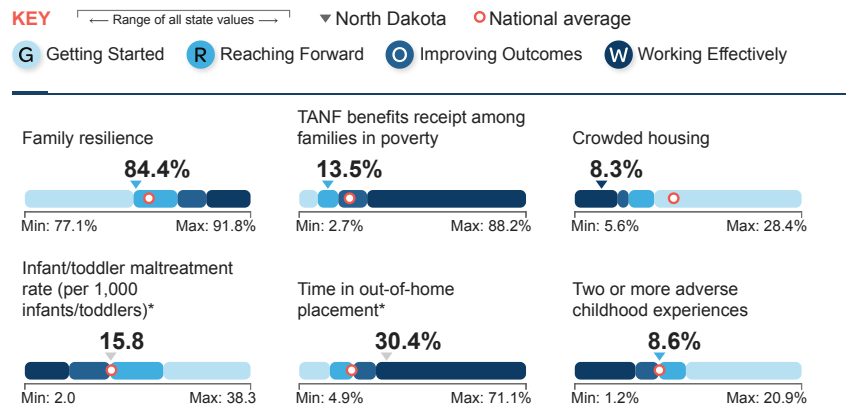 KEY ← Range of all state values → North Dakota National average
G Getting Started R Reaching Forward O Improving Outcomes W Working Effectively
Family resilience
84.4%
Min: 77.1% Max: 91.8%
TANF benefits receipt among
families in poverty
13.5%
Min: 2.7% Max: 88.2%
Crowded housing
8.3%
Min: 5.6% Max: 28.4%
Infant/toddler maltreatment
rate (per 1,000
infants/toddlers)*
15.8
Min: 2.0 Max: 38.3
Time in out-of-home
placement*
30.4%
Min: 4.9% Max: 71.1%
Two or more adverse
childhood experiences
8.6%
Min: 1.2% Max: 20.9%